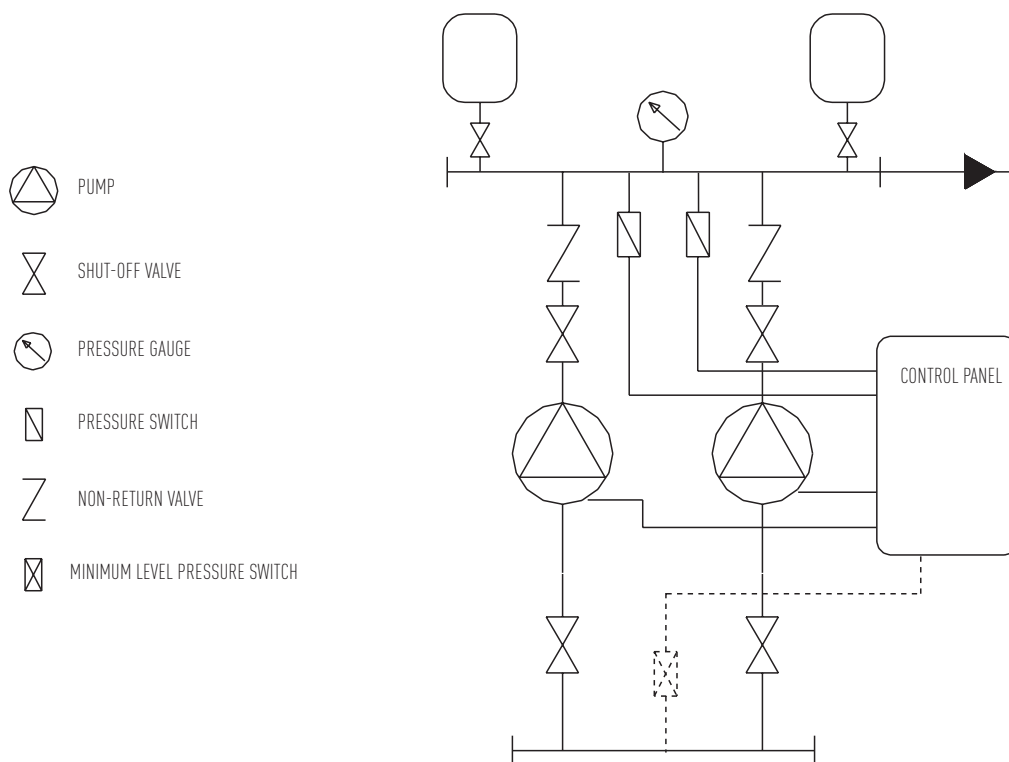 PUMP
SHUT-OFF VALVE
PRESSURE GAUGE
PRESSURE SWITCH
NON-RETURN VALVE
MINIMUM LEVEL PRESSURE SWITCH
CONTROL PANEL